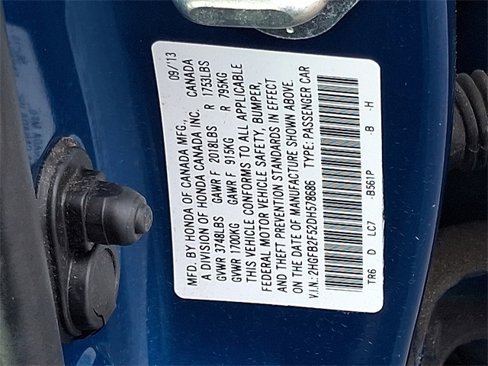 MFD. BY HONDA OF CANADA MFG., 09/'13
A DIVISION OF HONDA CANADA INC. CANADA
GVWR 3748LBS GAWR F 2018LBS R 1753LBS
GVWR 1700KG GAWR F 915KG R 795KG
THIS VEHICLE CONFORMS TO ALL APPLICABLE
FEDERAL MOTOR VEHICLE SAFETY, BUMPER,
AND THEFT PREVENTION STANDARDS IN EFFECT
ON THE DATE OF MANUFACTURE SHOWN ABOVE.
V.I.N.: 2HGFB2F52DH578686 TYPE: PASSENGER CAR
TR6 D LC7 -B561P -B -H